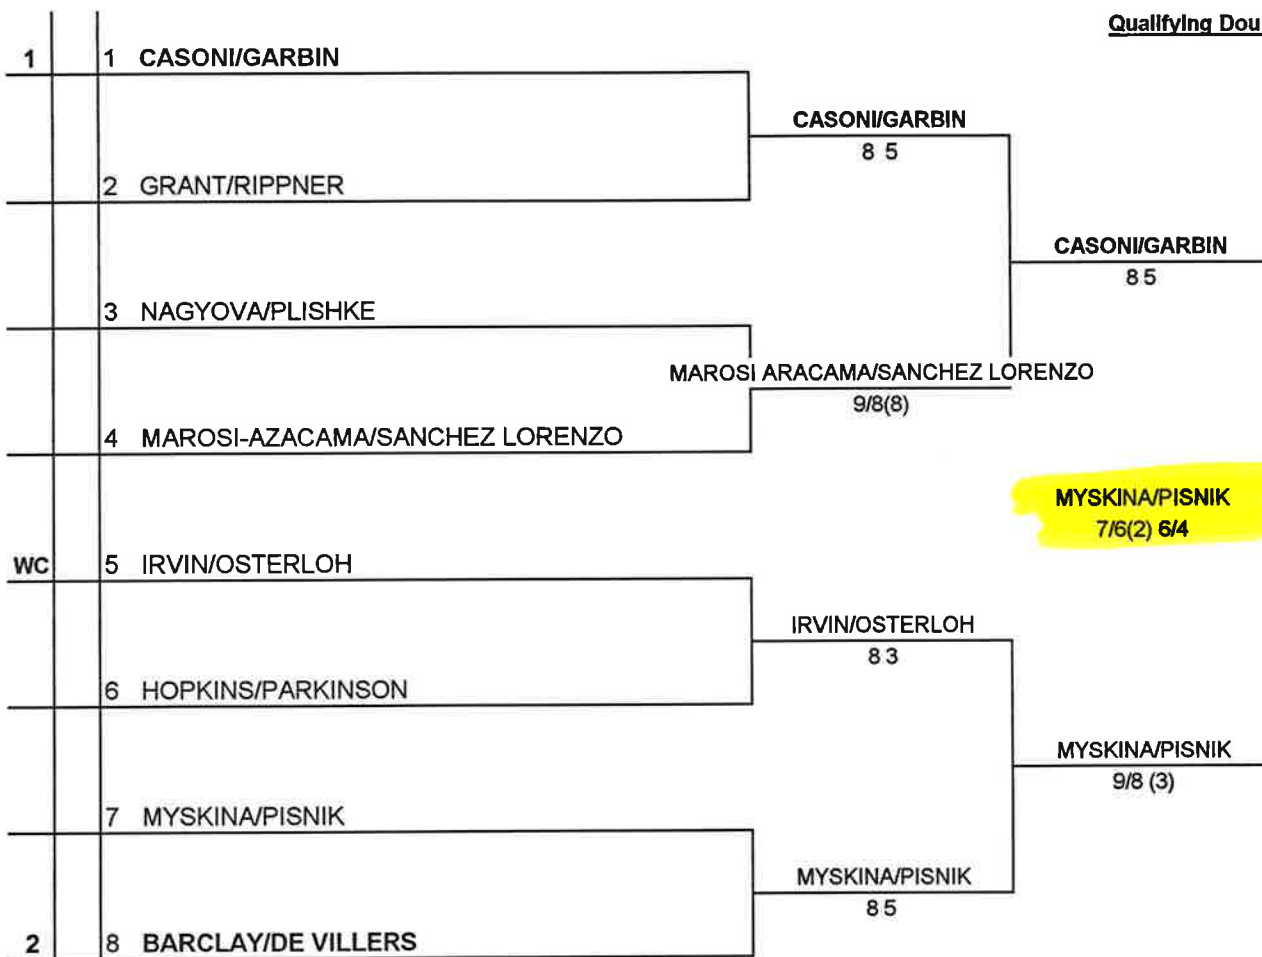 Qualifying Dou
1 1 CASONI/GARBIN
CASONI/GARBIN
8 5
2 GRANT/RIPPNER
CASONI/GARBIN
8 5
3 NAGYOVA/PLISHKE
MAROSI ARACAMA/SANCHEZ LORENZO
9/8(8)
4 MAROSI-AZACAMA/SANCHEZ LORENZO
MYSKINA/PISNIK
7/6(2) 6/4
WC 5 IRVIN/OSTERLOH
IRVIN/OSTERLOH
8 3
6 HOPKINS/PARKINSON
MYSKINA/PISNIK
9/8 (3)
7 MYSKINA/PISNIK
MYSKINA/PISNIK
8 5
2 8 BARCLAY/DE VILLERS